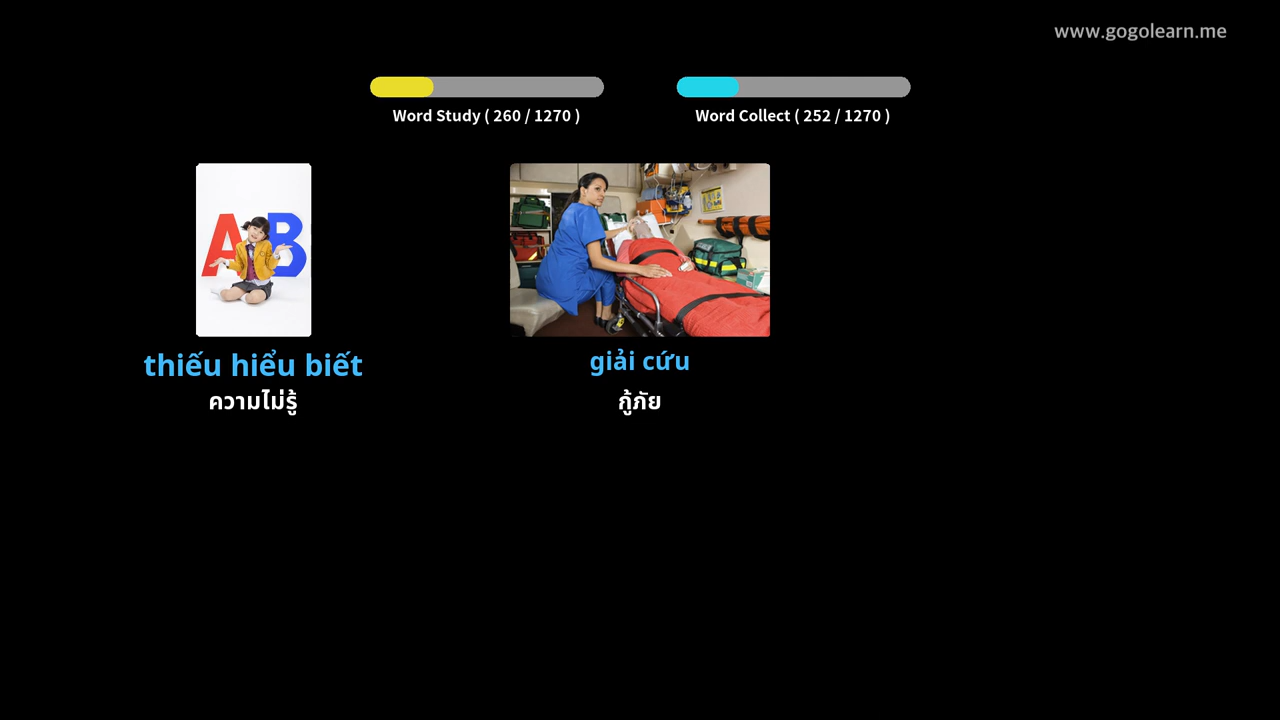 www.gogolearn.me
Word Study ( 260 / 1270 )
Word Collect ( 252 / 1270 )
AB
thiếu hiểu biết
ความไม่รู้
giải cứu
กู้ภัย